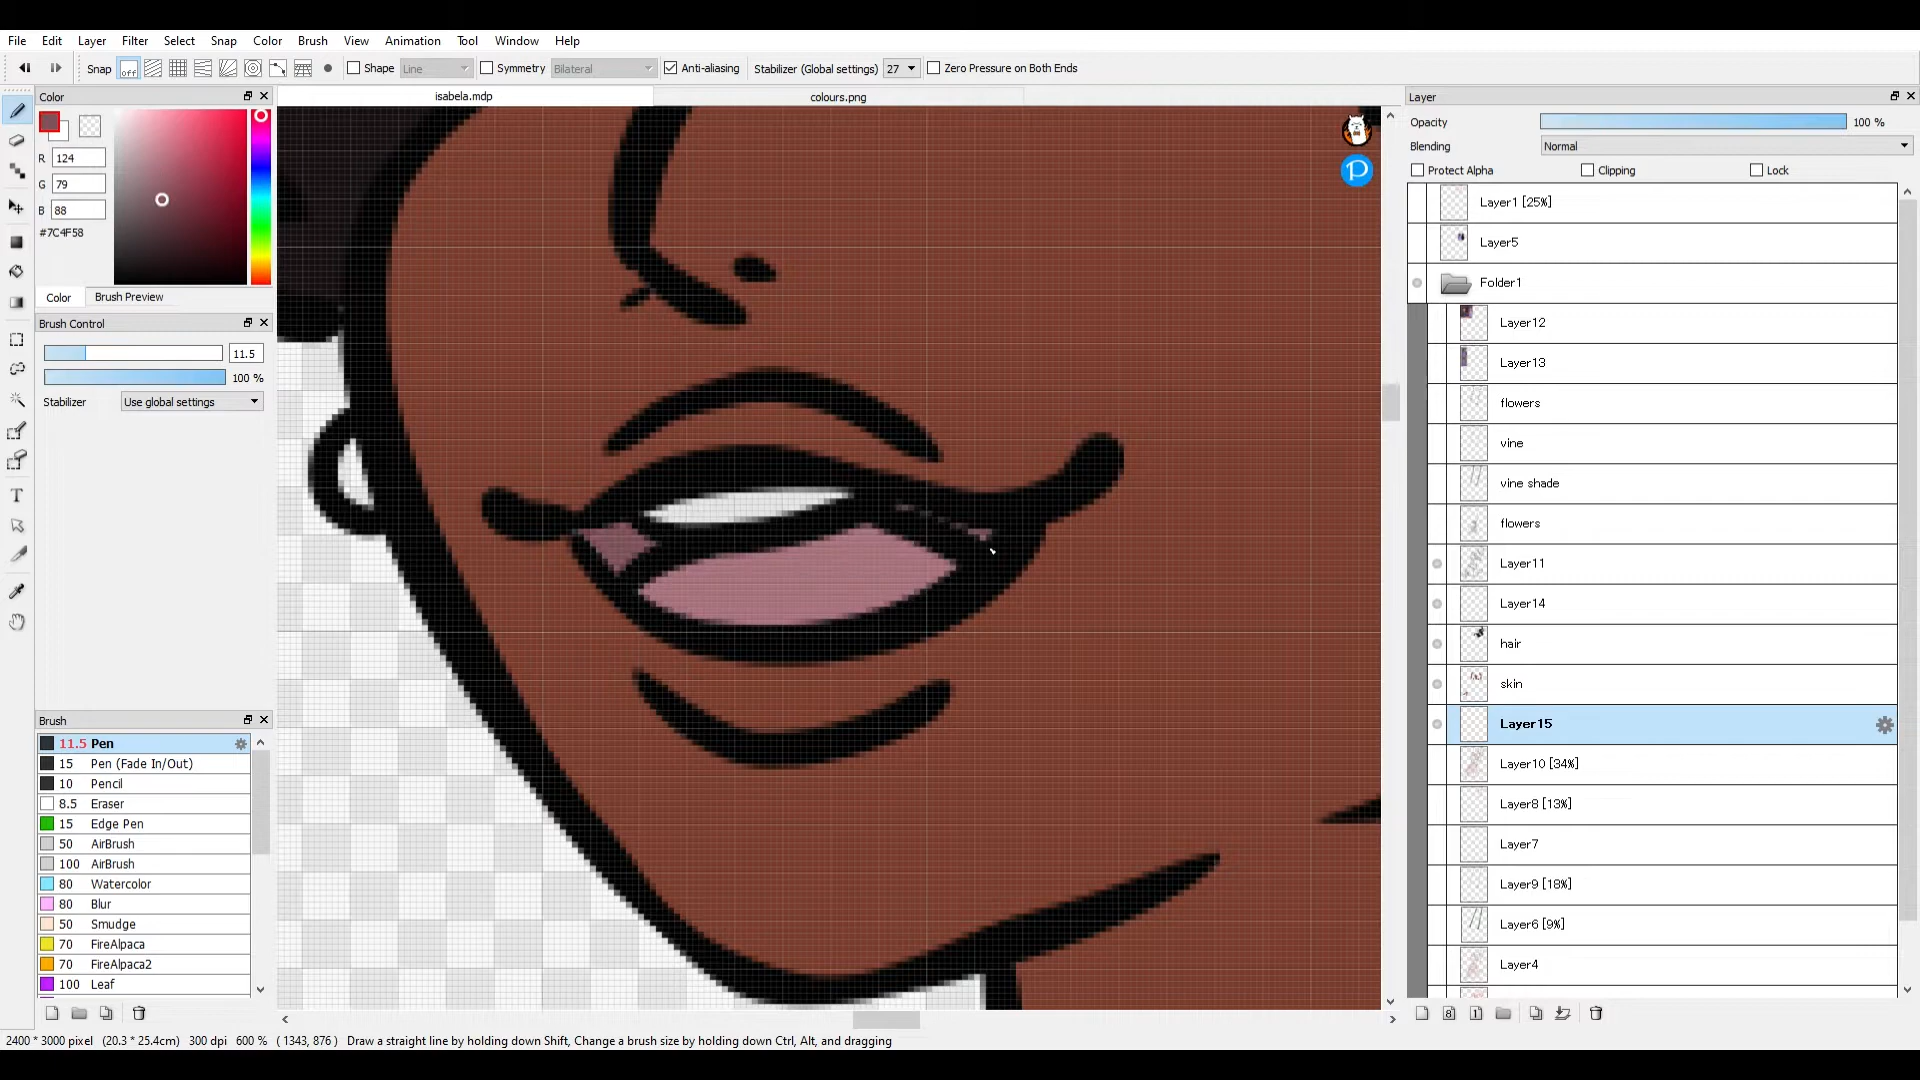 File Edit Layer Filter Select Snap Color Brush View Animation Tool Window Help
Snap off Shape Line Symmetry Bilateral Anti-aliasing Stabilizer (Global settings) 27 Zero Pressure on Both Ends
Color
isabela.mdp
colours.png
Layer
R 124
G 79
B 88
#7C4F58
Color Brush Preview
Brush Control
11.5
100 %
Stabilizer Use global settings
Brush
11.5 Pen
15 Pen (Fade In/Out)
10 Pencil
8.5 Eraser
15 Edge Pen
50 AirBrush
100 AirBrush
80 Watercolor
80 Blur
50 Smudge
70 FireAlpaca
70 FireAlpaca2
100 Leaf
Opacity 100 %
Blending Normal
Protect Alpha Clipping Lock
Layer1 [25%]
Layer5
Folder1
Layer12
Layer13
flowers
vine
vine shade
flowers
Layer11
Layer14
hair
skin
Layer15
Layer10 [34%]
Layer8 [13%]
Layer7
Layer9 [18%]
Layer6 [9%]
Layer4
2400 * 3000 pixel (20.3 * 25.4cm) 300 dpi 600 % ( 1343, 876 ) Draw a straight line by holding down Shift, Change a brush size by holding down Ctrl, Alt, and dragging